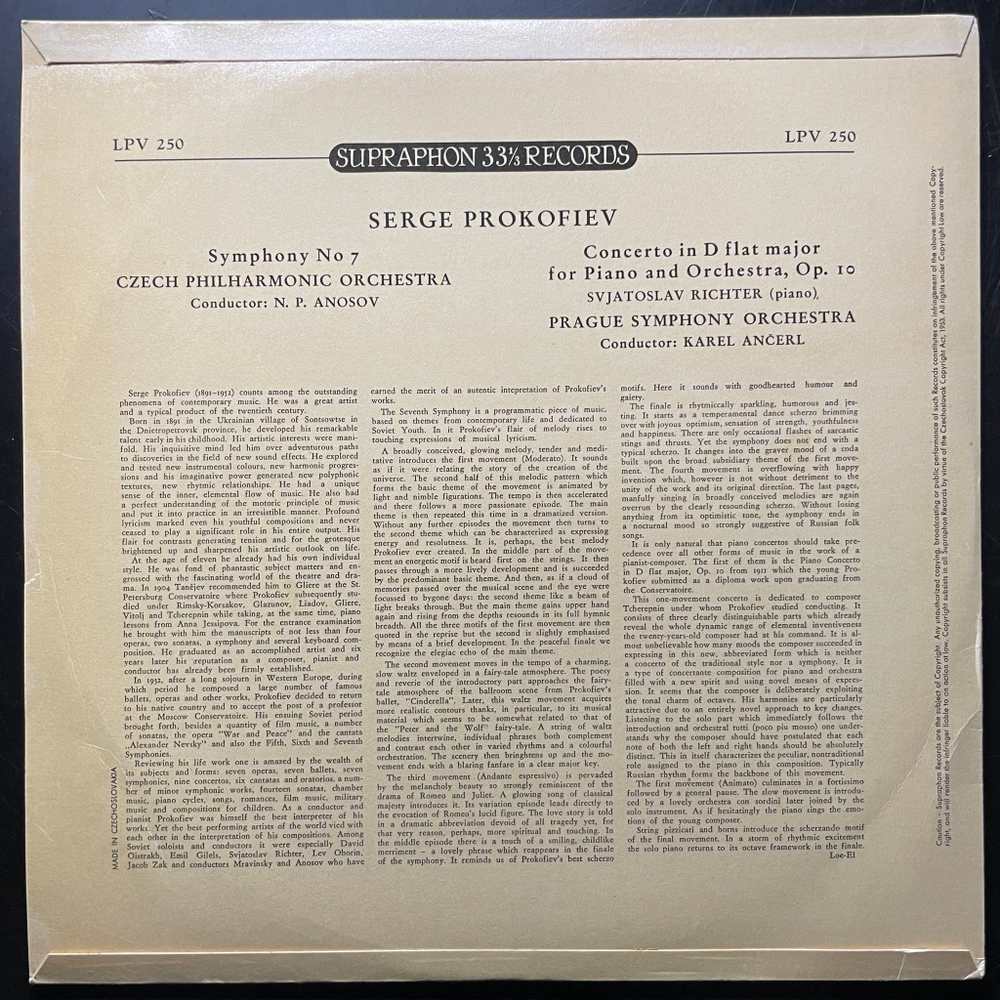 LPV 250
LPV 250
SUPRAPHON 33⅓ RECORDS
SERGE PROKOFIEV
Symphony No 7
CZECH PHILHARMONIC ORCHESTRA
Conductor: N. P. ANOSOV
Concerto in D flat major
for Piano and Orchestra, Op. 10
SVJATOSLAV RICHTER (piano),
PRAGUE SYMPHONY ORCHESTRA
Conductor: KAREL ANČERL
Serge Prokofiev (1891-1952) counts among the outstanding
phenomena of contemporary music. He was a great artist
and a typical product of the twentieth century.
Born in 1891 in the Ukrainian village of Sontsovtse in
the Dnietropetrovsk province, he developed his remarkable
talent early in his childhood. His artistic interests were mani-
fold. His inquisitive mind led him over adventurous paths
to discoveries in the field of new sound effects. He explored
and tested new instrumental colours, new harmonic progres-
sions and his imaginative power generated new polyphonic
textures, new rhytmic relationships. He had a unique
sense of the inner, elemental flow of music. He also had
a perfect understanding of the motoric principle of music
and put it into practice in an irresistible manner. Profound
lyricism marked even his youthful compositions and never
ceased to play a significant role in his entire output. His
flair for contrasts generating tension and for the grotesque
brightened up and sharpened his artistic outlook on life.
At the age of eleven he already had his own individual
style. He was fond of phantastic subject matters and en-
grossed with the fascinating world of the theatre and dra-
ma. In 1904 Tanějev recommended him to Gliere at the St.
Petersburg Conservatoire where Prokofiev subsequently stu-
died under Rimsky-Korsakov, Glazunov, Liadov, Gliere,
Vitolj and Tcherepnin while taking, at the same time, piano
lessons from Anna Jessipova. For the entrance examination
he brought with him the manuscripts of not less than four
operas, two sonatas, a symphony and several keyboard com-
position. He graduated as an accomplished artist and six
years later his reputation as a composer, pianist and
conductor has already been firmly established.
In 1932, after a long sojourn in Western Europe, during
which period he composed a large number of famous
ballets, operas and other works, Prokofiev decided to return
to his native country and to accept the post of a professor
at the Moscow Conservatoire. His ensuing Soviet period
brought forth, besides a quantity of film music, a number
of sonatas, the opera "War and Peace" and the cantata
„Alexander Nevsky" and also the Fifth, Sixth and Seventh
Symphonies.
Reviewing his life work one is amazed by the wealth of
its subjects and forms: seven operas, seven ballets, seven
symphonies, nine concertos, six cantatas and oratorios, a num-
ber of minor symphonic works, fourteen sonatas, chamber
music, piano cycles, songs, romances, film music, military
music and compositions for children. As a conductor and
pianist Prokofiev was himself the best interpreter of his
works. Yet the best performing artists of the world vied with
each other in the interpretation of his compositions. Among
Soviet soloists and conductors it were especially David
Oistrakh, Emil Gilels, Svjatoslav Richter, Lev Oborin,
Jacob Zak and conductors Mravinsky and Anosov who have
earned the merit of an autentic intepretation of Prokofiev's
works.
The Seventh Symphony is a programmatic piece of music,
based on themes from contemporary life and dedicated to
Soviet Youth. In it Prokofiev's flair of melody rises to
touching expressions of musical lyricism.
A broadly conceived, glowing melody, tender and medi-
tative introduces the first movement (Moderato). It sounds
as if it were relating the story of the creation of the
universe. The second half of this melodic pattern which
forms the basic theme of the movement is animated by
light and nimble figurations. The tempo is then accelerated
and there follows a more passionate episode. The main
theme is then repeated this time in a dramatized version.
Without any further episodes the movement then turns to
the second theme which can be characterized as expressing
energy and resolutness. It is, perhaps, the best melody
Prokofiev ever created. In the middle part of the move-
ment an energetic motif is heard first on the strings. It then
passes through a more lively development and is succeeded
by the predominant basic theme. And then, as if a cloud of
memories passed over the musical scene and the eve were
focussed to bygone days: the second theme like a beam of
light breaks through. But the main theme gains upper hand
again and rising from the depths resounds in its full hymnic
breadth. All the three motifs of the first movement are then
quoted in the reprise but the second is slightly emphasised
by means of a brief development. In the peaceful finale we
recognize the elegiac echo of the main theme.
The second movement moves in the tempo of a charming,
slow waltz developed in a fairy-tale atmosphere. The poesy
and reverie of the introductory part approaches the fairy-
tale atmosphere of the ballroom scene from Prokofiev's
ballet, "Cinderella". Later, this waltz movement acquires
more realistic contours thanks, in particular, to its musical
material which seems to be somewhat related to that of
the "Peter and the Wolf" fairy-tale. A string of waltz
melodies intertwine, individual phrases both complement
and contrast each other in varied rhythms and a colourful
orchestration. The scenery then brightens up and the mo-
vement ends with a blaring fanfare in a clear major key.
The third movement (Andante espressivo) is pervaded
by the melancholy beauty so strongly reminiscent of the
drama of Romeo and Juliet. A glowing song of classical
majesty introduces it. Its variation episode leads directly to
the evocation of Romeo's lucid figure. The love story is told
in a dramatic abbreviation devoid of all tragedy yet, for
that very reason, perhaps, more spiritual and touching. In
the middle episode there is a touch of a smiling, childlike
merriment – a lovely phrase which reappears in the finale
of the symphony. It reminds us of Prokofiev's best scherzo
motifs. Here it sounds with goodhearted humour and
gaiety.
The finale is rhytmiccally sparkling, humorous and jes-
ting. It starts as a temperamental dance scherzo brimming
over with joyous optimism, sensation of strength, youthfulness
and happiness. There are only occasional flashes of sarcastic
stings and thrusts. Yet the symphony does not end with a
typical scherzo. It changes into the graver mood of a coda
built upon the broad subsidiary theme of the first move-
ment. The fourth movement is overflowing with happy
invention which, however is not without detriment to the
unity of the work and its original direction. The last pages,
manfully singing in broadly conceived melodies are again
overrun by the clearly resounding scherzo. Without losing
anything from its optimistic tone, the symphony ends in
a nocturnal mood so strongly suggestive of Russian folk
songs.
It is only natural that piano concertos should take pre-
cedence over all other forms of music in the work of a
pianist-composer. The first of them is the Piano Concerto
in D flat major, Op. 10 from 1911 which the young Pro-
kofiev submitted as a diploma work upon graduating from
the Conservatoire.
This one-movement concerto is dedicated to composer
Tcherepnin under whom Prokofiev studied conducting. It
consists of three clearly distinguishable parts which already
reveal the whole dynamic range of elemental inventiveness
the twenty-years-old composer had at his command. It is al-
most unbelievable how many moods the composer succeeded in
expressing in this new, abbreviated form which is neither
a concerto of the traditional style nor a symphony. It is
a type of concertante composition for piano and orchestra
filled with a new spirit and using novel means of expres-
sion. It seems that the composer is deliberately exploiting
the tonal charm of octaves. His harmonies are particularly
attractive due to an entirely novel approach to key changes.
Listening to the solo part which immediately follows the
introduction and orchestral tutti (poco piu mosso) one under-
stands why the composer should have postulated that each
note of both the left and right hands should be absolutely
distinct. This in itself characterizes the peculiar, nontraditional
role assigned to the piano in this composition. Typically
Russian rhythm forms the backbone of this movement.
The first movement (Animato) culminates in a fortissimo
followed by a general pause. The slow movement is introdu-
ced by a lovely orchestra con sordini later joined by the
solo instrument. As if hesitatingly the piano sings the emo-
tions of the young composer.
String pizzicati and horns introduce the scherzando motif
of the final movement. In a storm of rhythmic excitement
the solo piano returns to its octave framework in the finale.
Loe-El
MADE IN CZECHOSLOVAKIA
Caution – Supraphon Records are the subject of Copyright. Any unauthorized copying, broadcasting or public performance of such Records constitutes an infringement of the above mentioned Copy-
right, and will render the infringer liable to an action at law. Copyright subsists in all Supraphon Records by virtue of the Czechoslovak Copyright Act, 1953. All rights under Copyright Law are reserved.